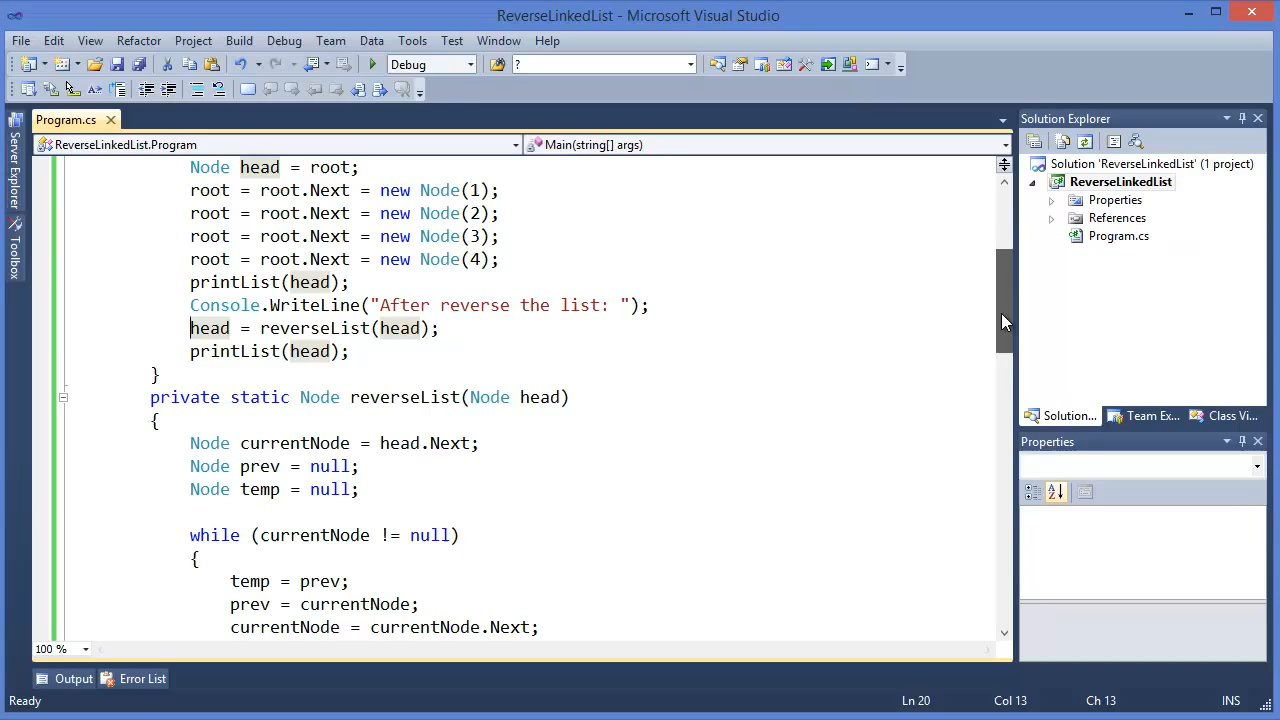 ReverseLinkedList - Microsoft Visual Studio
File Edit View Refactor Project Build Debug Team Data Tools Test Window Help
Debug ?
Server Explorer
Toolbox
Program.cs
ReverseLinkedList.Program Main(string[] args)
Node head = root;
root = root.Next = new Node(1);
root = root.Next = new Node(2);
root = root.Next = new Node(3);
root = root.Next = new Node(4);
printList(head);
Console.WriteLine("After reverse the list: ");
head = reverseList(head);
printList(head);
}
private static Node reverseList(Node head)
{
Node currentNode = head.Next;
Node prev = null;
Node temp = null;
while (currentNode != null)
{
temp = prev;
prev = currentNode;
currentNode = currentNode.Next;
100 %
Solution Explorer
Solution 'ReverseLinkedList' (1 project)
ReverseLinkedList
Properties
References
Program.cs
Solution... Team Ex... Class Vi...
Properties
Output Error List
Ready Ln 20 Col 13 Ch 13 INS